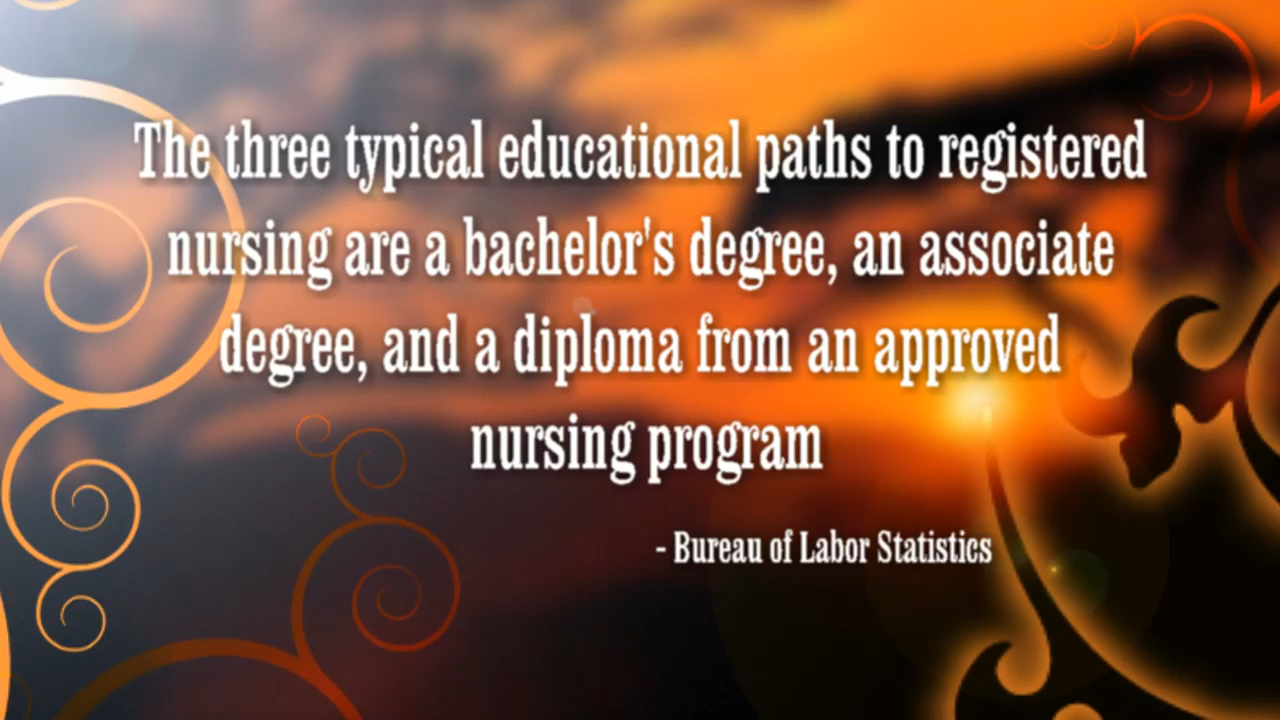 The three typical educational paths to registered
nursing are a bachelor's degree, an associate
degree, and a diploma from an approved
nursing program
- Bureau of Labor Statistics